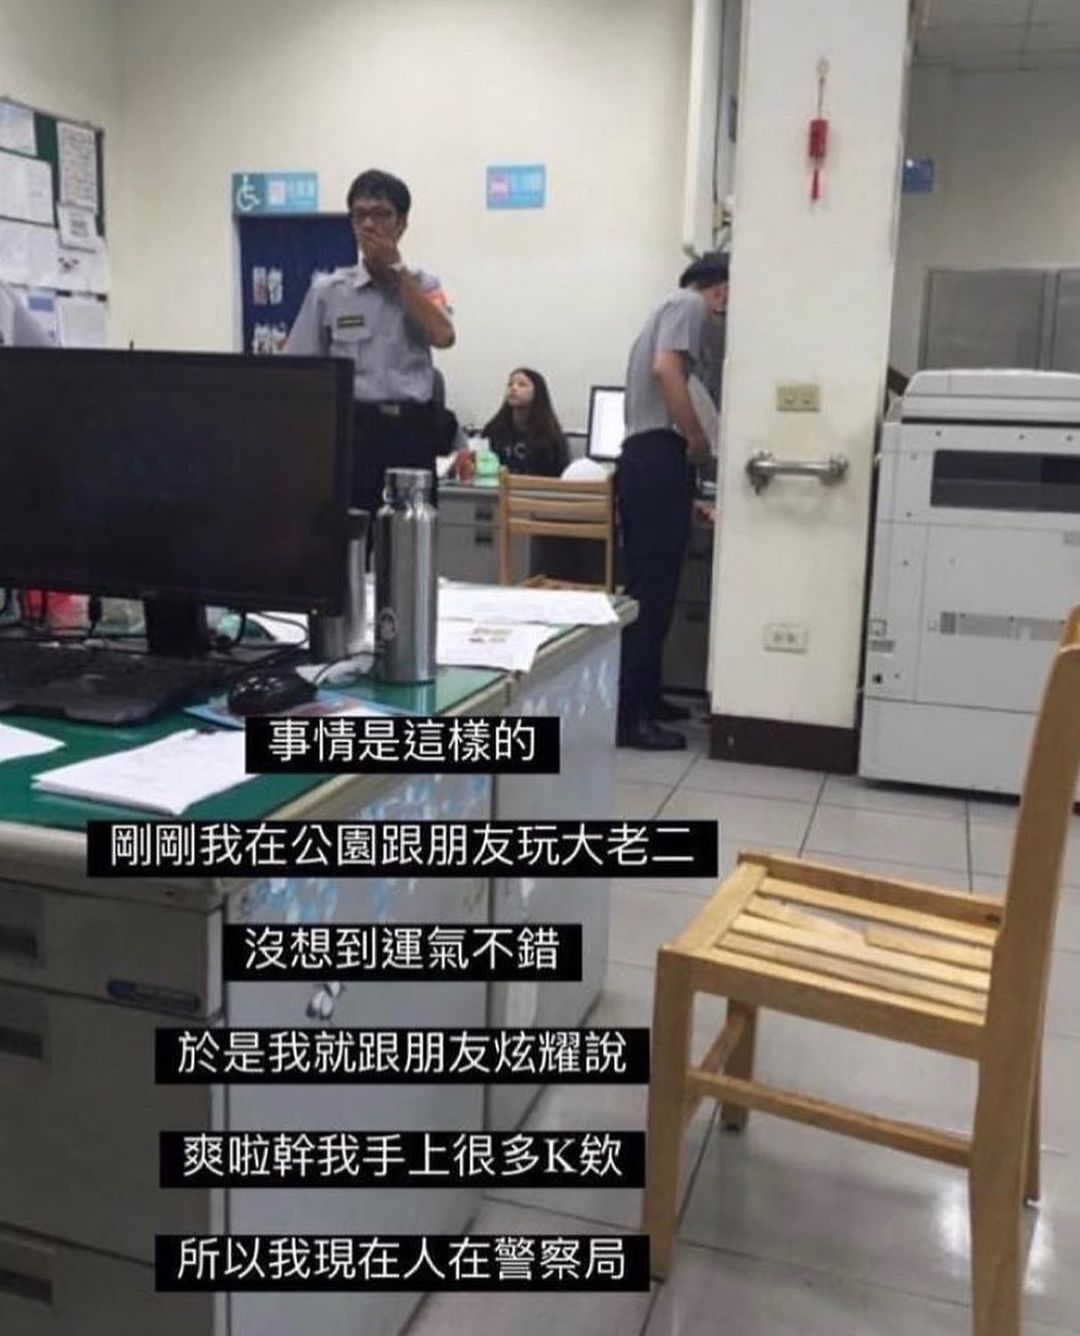 事情是這樣的
剛剛我在公園跟朋友玩大老二
沒想到運氣不錯
於是我就跟朋友炫耀說
爽啦幹我手上很多K欸
所以我現在人在警察局